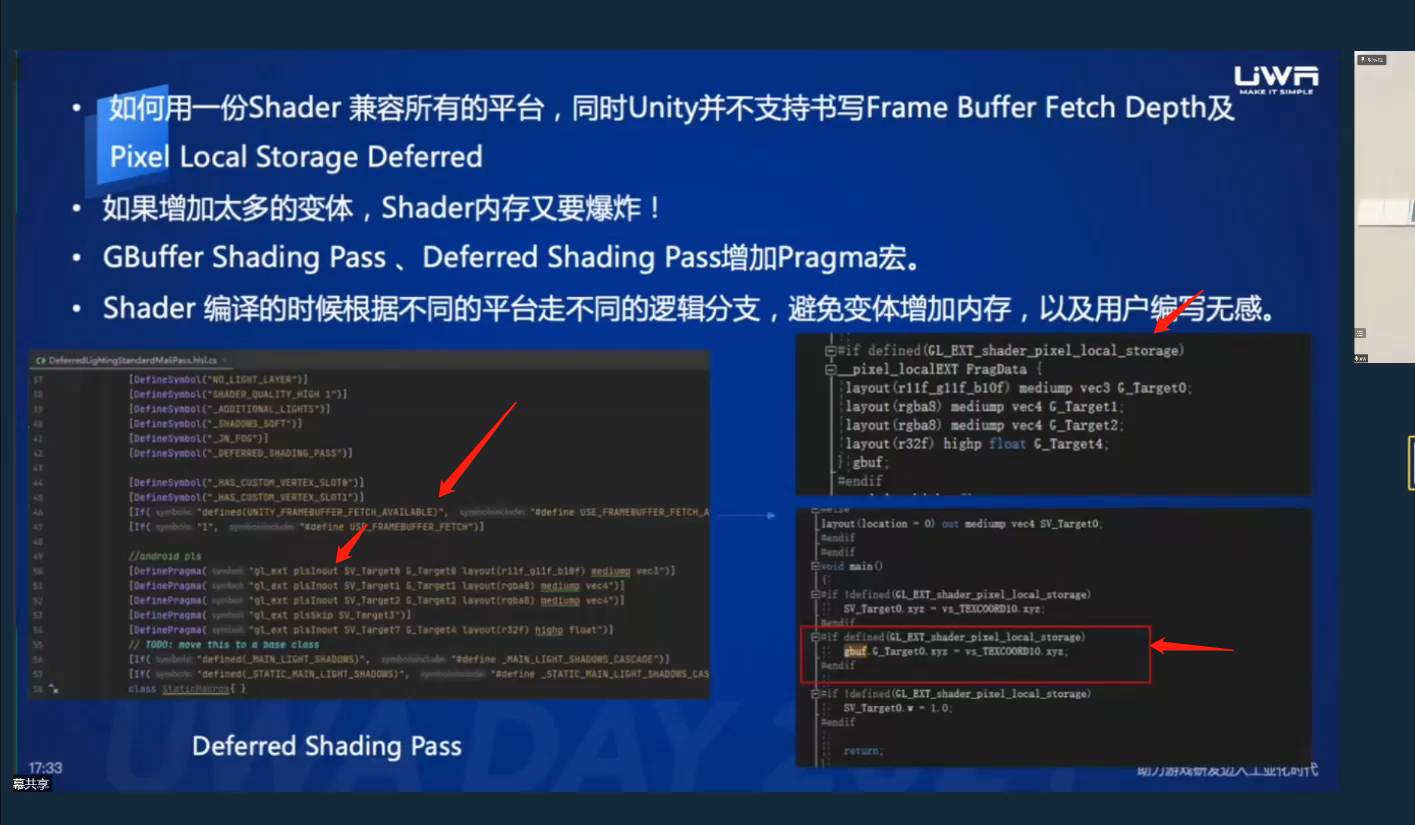 UWA
MAKE IT SIMPLE
• 如何用一份Shader 兼容所有的平台，同时Unity并不支持书写Frame Buffer Fetch Depth及
Pixel Local Storage Deferred
• 如果增加太多的变体，Shader内存又要爆炸！
• GBuffer Shading Pass 、Deferred Shading Pass增加Pragma宏。
• Shader 编译的时候根据不同的平台走不同的逻辑分支，避免变体增加内存，以及用户编写无感。
C# DeferredLightingStandardMaliPass.hlsl.cs ×
37 [DefineSymbol("NO_LIGHT_LAYER")]
38 [DefineSymbol("SHADER_QUALITY_HIGH 1")]
39 [DefineSymbol("_ADDITIONAL_LIGHTS")]
40 [DefineSymbol("_SHADOWS_SOFT")]
41 [DefineSymbol("_JN_FOG")]
42 [DefineSymbol("_DEFERRED_SHADING_PASS")]
43
44 [DefineSymbol("_HAS_CUSTOM_VERTEX_SLOT0")]
45 [DefineSymbol("_HAS_CUSTOM_VERTEX_SLOT1")]
46 [If( symbols: "defined(UNITY_FRAMEBUFFER_FETCH_AVAILABLE)", symbolsInclude: "#define USE_FRAMEBUFFER_FETCH_A
47 [If( symbols: "1", symbolsInclude: "#define USE_FRAMEBUFFER_FETCH")]
48
49 //android pls
50 [DefinePragma( symbol: "gl_ext plsInout SV_Target0 G_Target0 layout(r11f_g11f_b10f) mediump vec3")]
51 [DefinePragma( symbol: "gl_ext plsInout SV_Target1 G_Target1 layout(rgba8) mediump vec4")]
52 [DefinePragma( symbol: "gl_ext plsInout SV_Target2 G_Target2 layout(rgba8) mediump vec4")]
53 [DefinePragma( symbol: "gl_ext plsSkip SV_Target3")]
54 [DefinePragma( symbol: "gl_ext plsInout SV_Target7 G_Target4 layout(r32f) highp float")]
55 // TODO: move this to a base class
56 [If( symbols: "defined(_MAIN_LIGHT_SHADOWS)", symbolsInclude: "#define _MAIN_LIGHT_SHADOWS_CASCADE")]
57 [If( symbols: "defined(_STATIC_MAIN_LIGHT_SHADOWS)", symbolsInclude: "#define _STATIC_MAIN_LIGHT_SHADOWS_CAS
58 class StaticMacros{ }
#if defined(GL_EXT_shader_pixel_local_storage)
__pixel_localEXT FragData {
layout(r11f_g11f_b10f) mediump vec3 G_Target0;
layout(rgba8) mediump vec4 G_Target1;
layout(rgba8) mediump vec4 G_Target2;
layout(r32f) highp float G_Target4;
} gbuf;
#endif
#else
layout(location = 0) out mediump vec4 SV_Target0;
#endif
#endif
void main()
{
#if !defined(GL_EXT_shader_pixel_local_storage)
SV_Target0.xyz = vs_TEXCOORD10.xyz;
#endif
#if defined(GL_EXT_shader_pixel_local_storage)
gbuf.G_Target0.xyz = vs_TEXCOORD10.xyz;
#endif
#if !defined(GL_EXT_shader_pixel_local_storage)
SV_Target0.w = 1.0;
#endif
return;
Deferred Shading Pass
UWA DAY 2021
17:33
幕共享
助力游戏研发迈入工业化时代